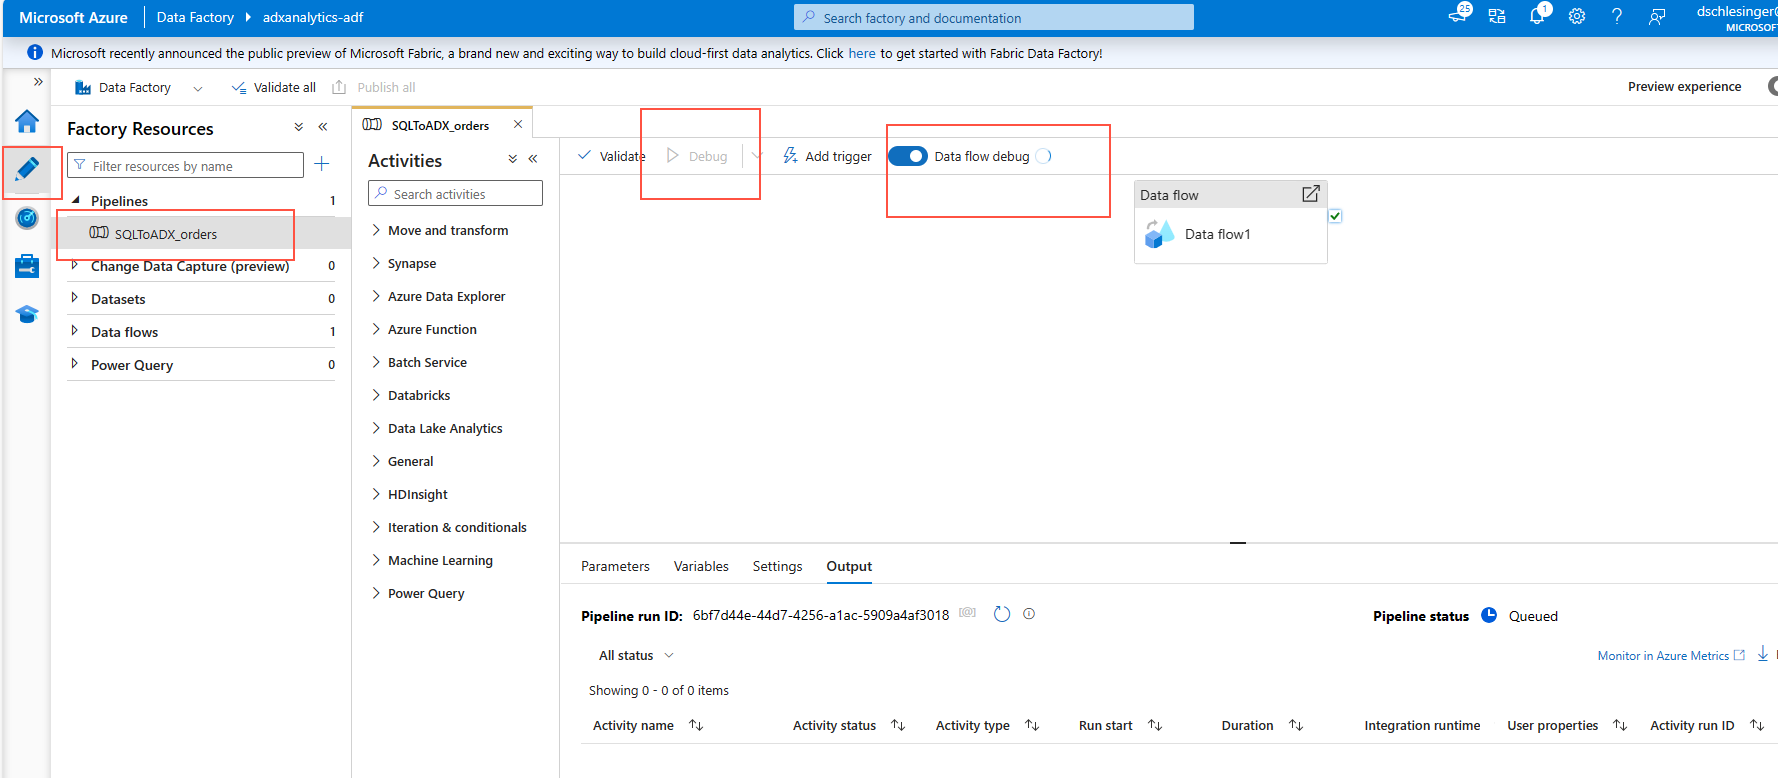 Microsoft Azure Data Factory adxanalytics-adf Search factory and documentation 25 1 dschlesinger@
MICROSOF
Microsoft recently announced the public preview of Microsoft Fabric, a brand new and exciting way to build cloud-first data analytics. Click here to get started with Fabric Data Factory!
Data Factory Validate all Publish all Preview experience
Factory Resources
Filter resources by name
Pipelines 1
SQLToADX_orders
Change Data Capture (preview) 0
Datasets 0
Data flows 1
Power Query 0
SQLToADX_orders
Activities
Search activities
Move and transform
Synapse
Azure Data Explorer
Azure Function
Batch Service
Databricks
Data Lake Analytics
General
HDInsight
Iteration & conditionals
Machine Learning
Power Query
Validate Debug Add trigger Data flow debug
Data flow
Data flow1
Parameters Variables Settings Output
Pipeline run ID: 6bf7d44e-44d7-4256-a1ac-5909a4af3018 [@] Pipeline status Queued
All status
Monitor in Azure Metrics
Showing 0 - 0 of 0 items
Activity name Activity status Activity type Run start Duration Integration runtime User properties Activity run ID